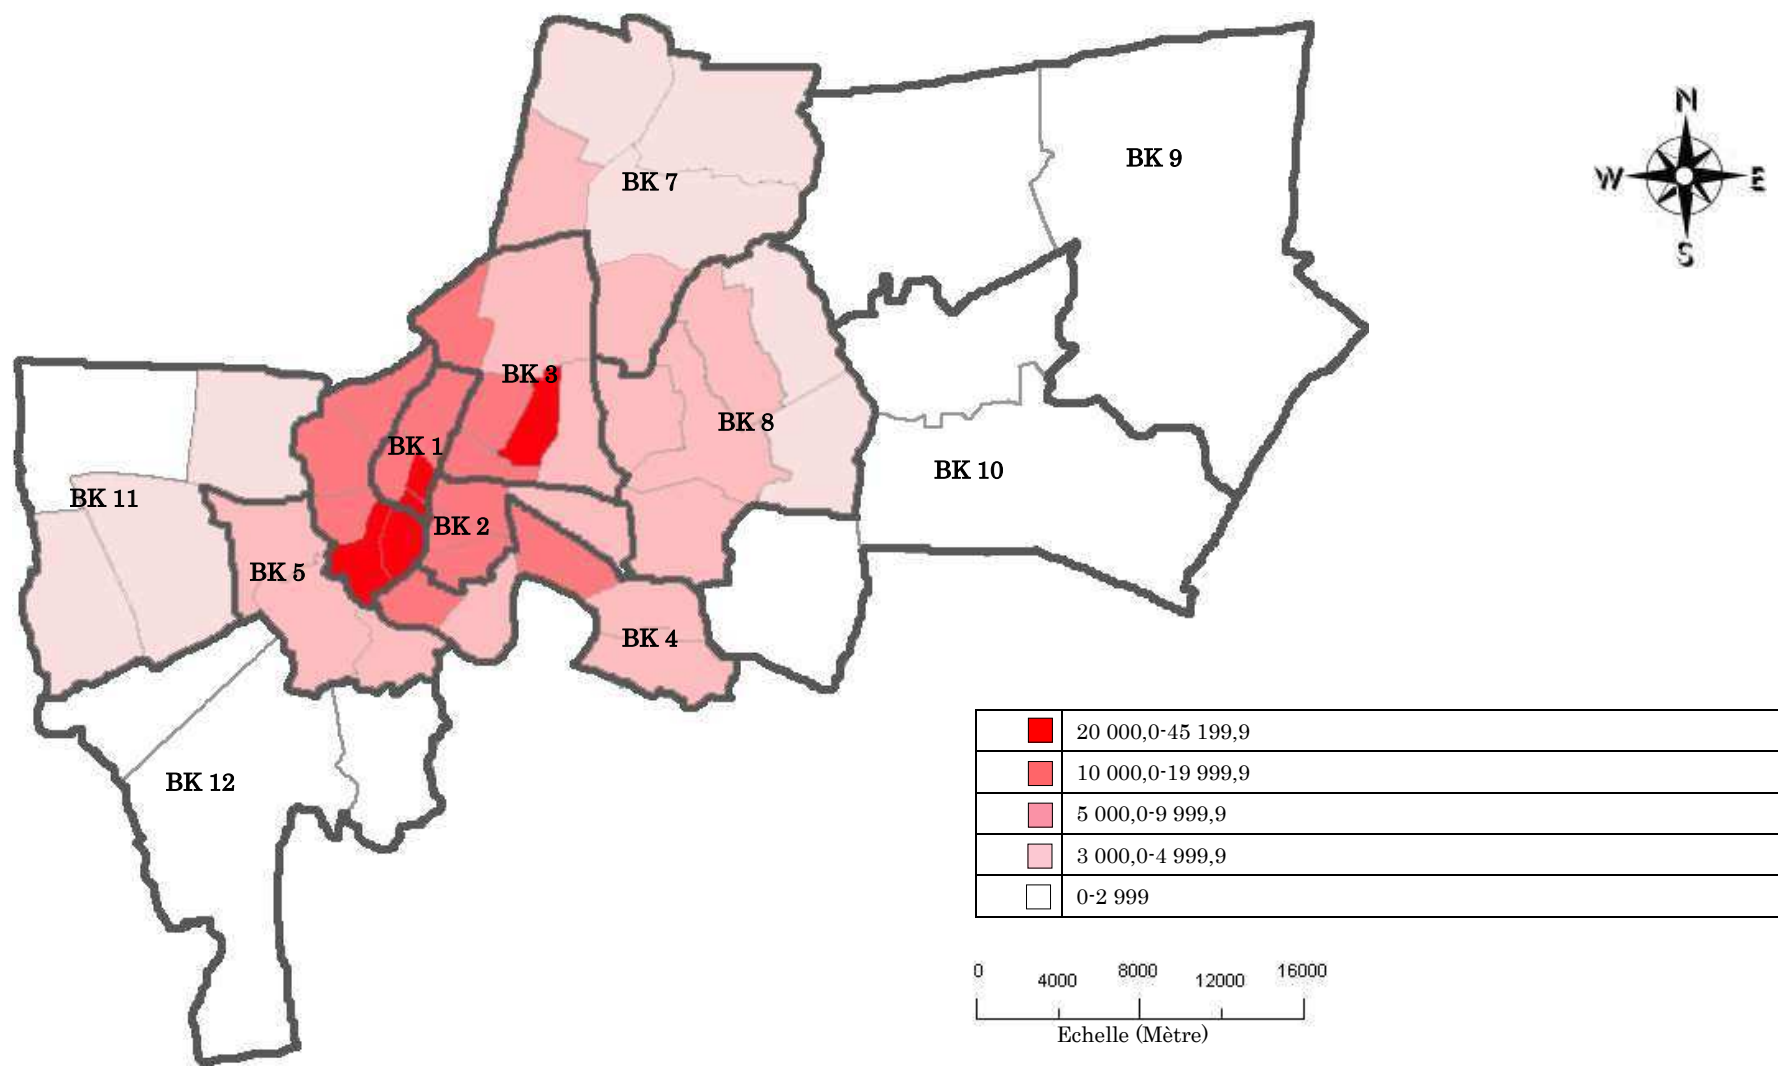 N
W E
S
BK 9
BK 7
BK 3
BK 8
BK 1
BK 10
BK 11
BK 2
BK 5
BK 4
BK 12
20 000,0-45 199,9
10 000,0-19 999,9
5 000,0-9 999,9
3 000,0-4 999,9
0-2 999
0 4000 8000 12000 16000
Echelle (Mètre)